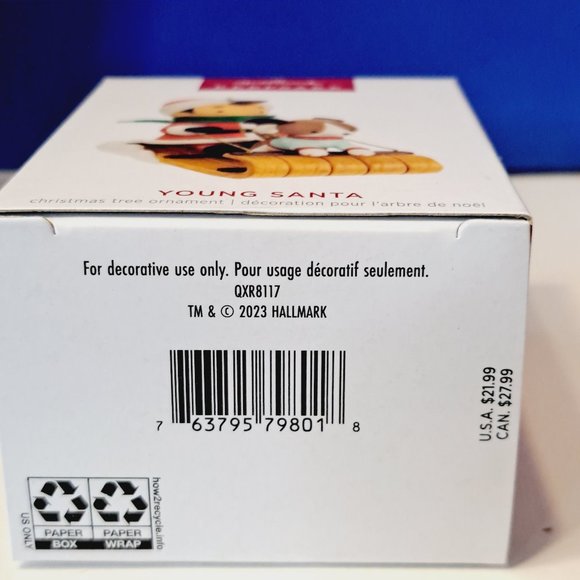 YOUNG SANTA
christmas tree ornament | décoration pour l'arbre de noël
For decorative use only. Pour usage décoratif seulement.
QXR8117
TM & © 2023 HALLMARK
7 63795 79801 8
U.S.A. $21.99
CAN. $27.99
US ONLY
PAPER
BOX
PAPER
WRAP
how2recycle.info